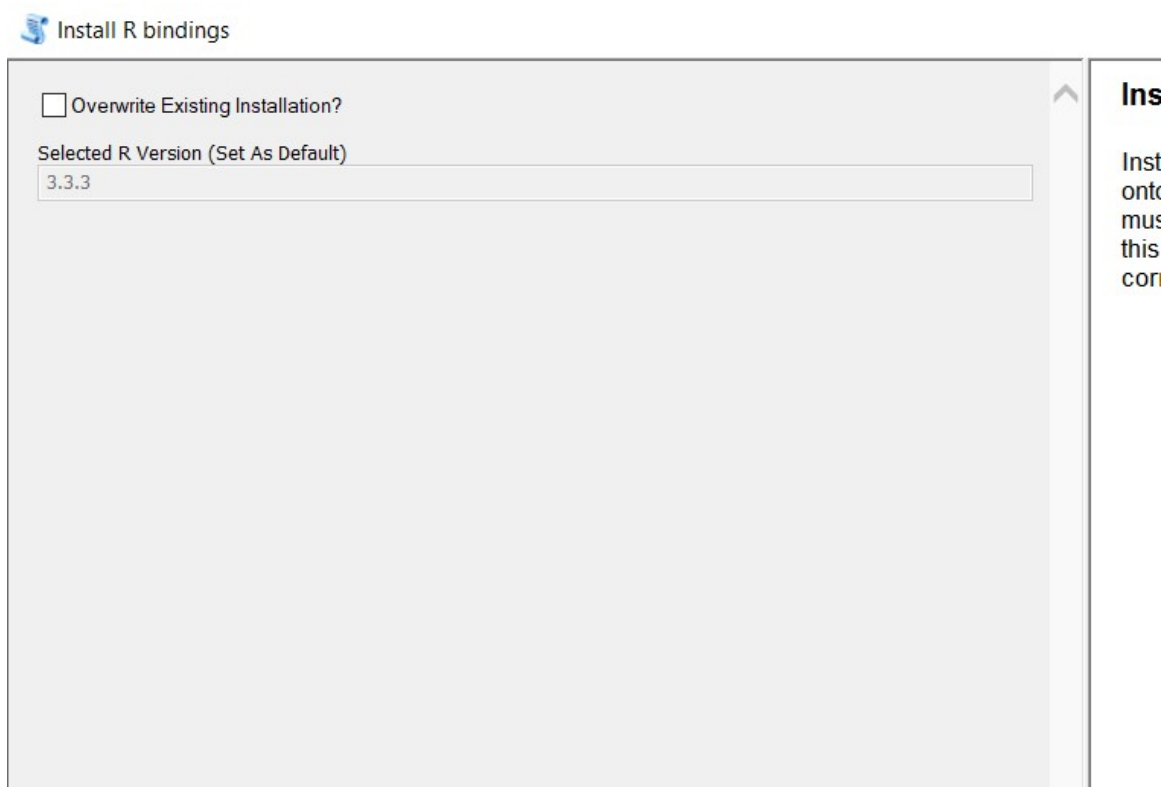 Install R bindings
Overwrite Existing Installation?
Selected R Version (Set As Default)
3.3.3
Ins
Inst
onto
mus
this
corr